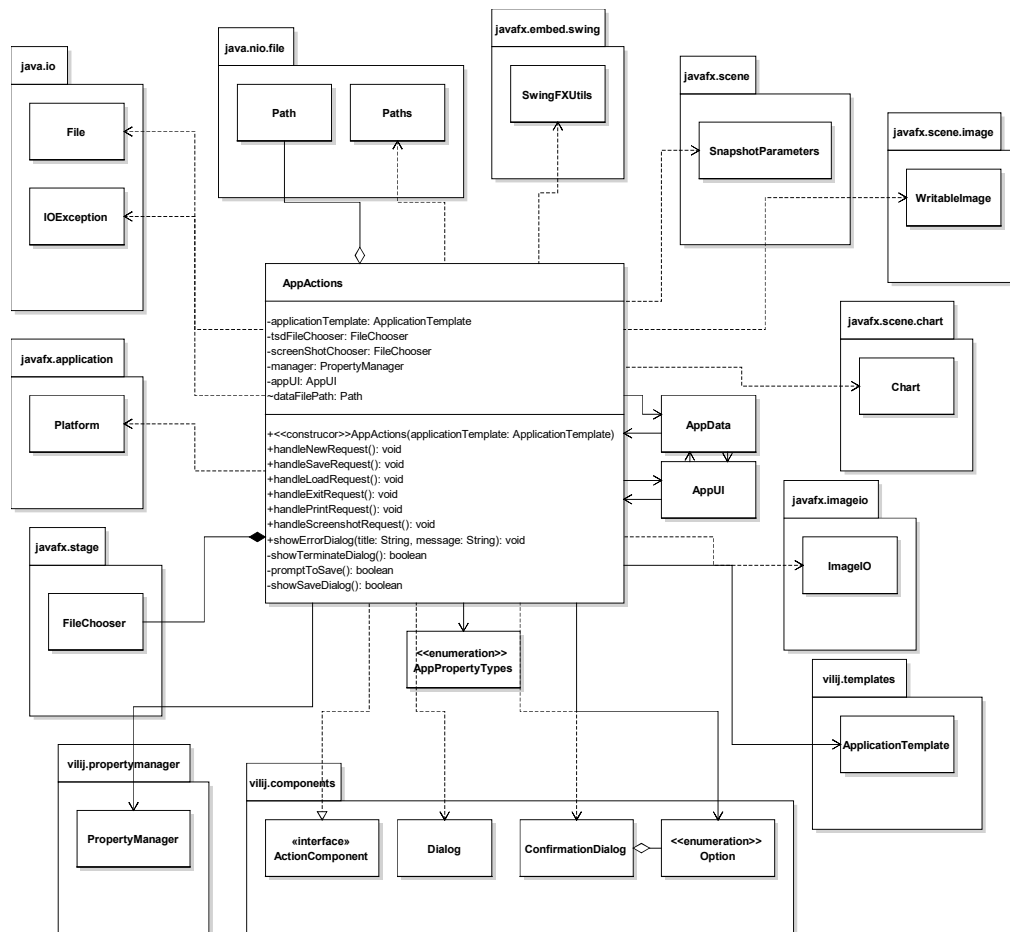 javafx.embed.swing
java.nio.file
java.io
javafx.scene
SwingFXUtils
Path
Paths
File
javafx.scene.image
SnapshotParameters
IOException
WritableImage
AppActions
-applicationTemplate: ApplicationTemplate
-tsdFileChooser: FileChooser
-screenShotChooser: FileChooser
-manager: PropertyManager
-appUI: AppUI
~dataFilePath: Path
javafx.scene.chart
javafx.application
Chart
Platform
AppData
+<<construcor>>AppActions(applicationTemplate: ApplicationTemplate)
+handleNewRequest(): void
+handleSaveRequest(): void
+handleLoadRequest(): void
+handleExitRequest(): void
+handlePrintRequest(): void
+handleScreenshotRequest(): void
+showErrorDialog(title: String, message: String): void
-showTerminateDialog(): boolean
-promptToSave(): boolean
-showSaveDialog(): boolean
AppUI
javafx.imageio
javafx.stage
ImageIO
FileChooser
<<enumeration>>
AppPropertyTypes
vilij.templates
ApplicationTemplate
vilij.propertymanager
vilij.components
PropertyManager
«interface»
ActionComponent
Dialog
ConfirmationDialog
<<enumeration>>
Option